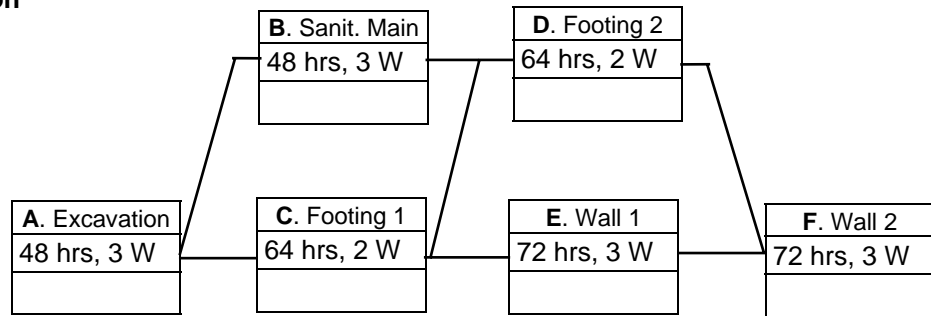 B. Sanit. Main
48 hrs, 3 W
D. Footing 2
64 hrs, 2 W
A. Excavation
48 hrs, 3 W
C. Footing 1
64 hrs, 2 W
E. Wall 1
72 hrs, 3 W
F. Wall 2
72 hrs, 3 W